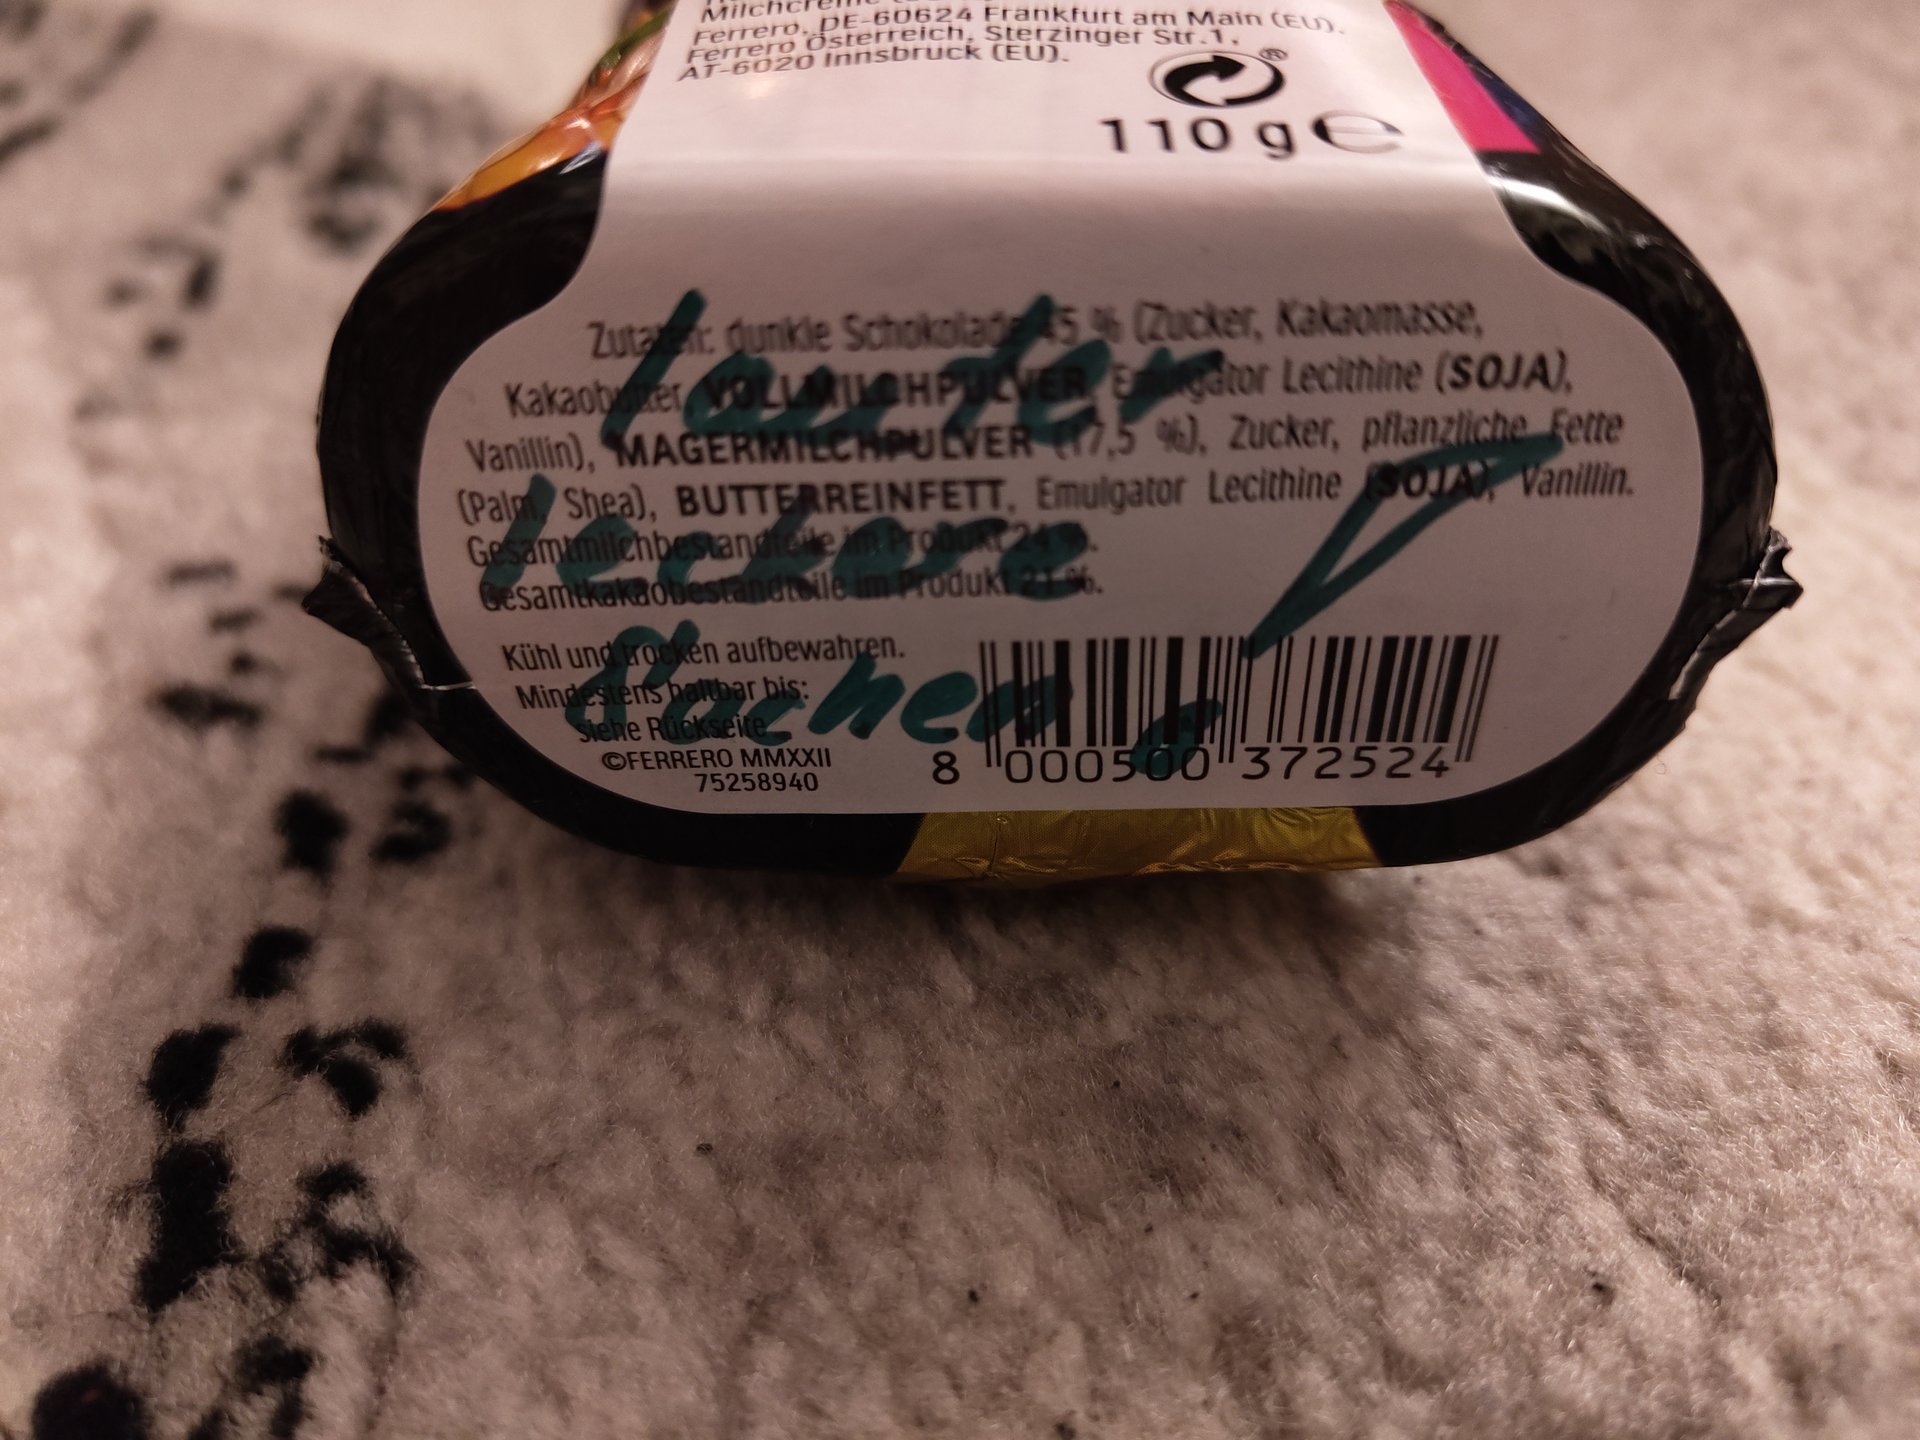 Ferrero, DE-60624 Frankfurt am Main (EU).
Ferrero Österreich, Sterzinger Str.1,
AT-6020 Innsbruck (EU).
110 g e
Zutaten: dunkle Schokolade 45 % (Zucker, Kakaomasse,
Kakaobutter, VOLLMILCHPULVER, Emulgator Lecithine (SOJA),
Vanillin), MAGERMILCHPULVER (17,5 %), Zucker, pflanzliche Fette
(Palm, Shea), BUTTERREINFETT, Emulgator Lecithine (SOJA), Vanillin.
Gesamtmilchbestandteile im Produkt 24 %.
Gesamtkakaobestandteile im Produkt 21 %.
Kühl und trocken aufbewahren.
Mindestens haltbar bis:
siehe Rückseite
©FERRERO MMXXII
75258940
8 000500 372524
lauter
leckere
Sachen !